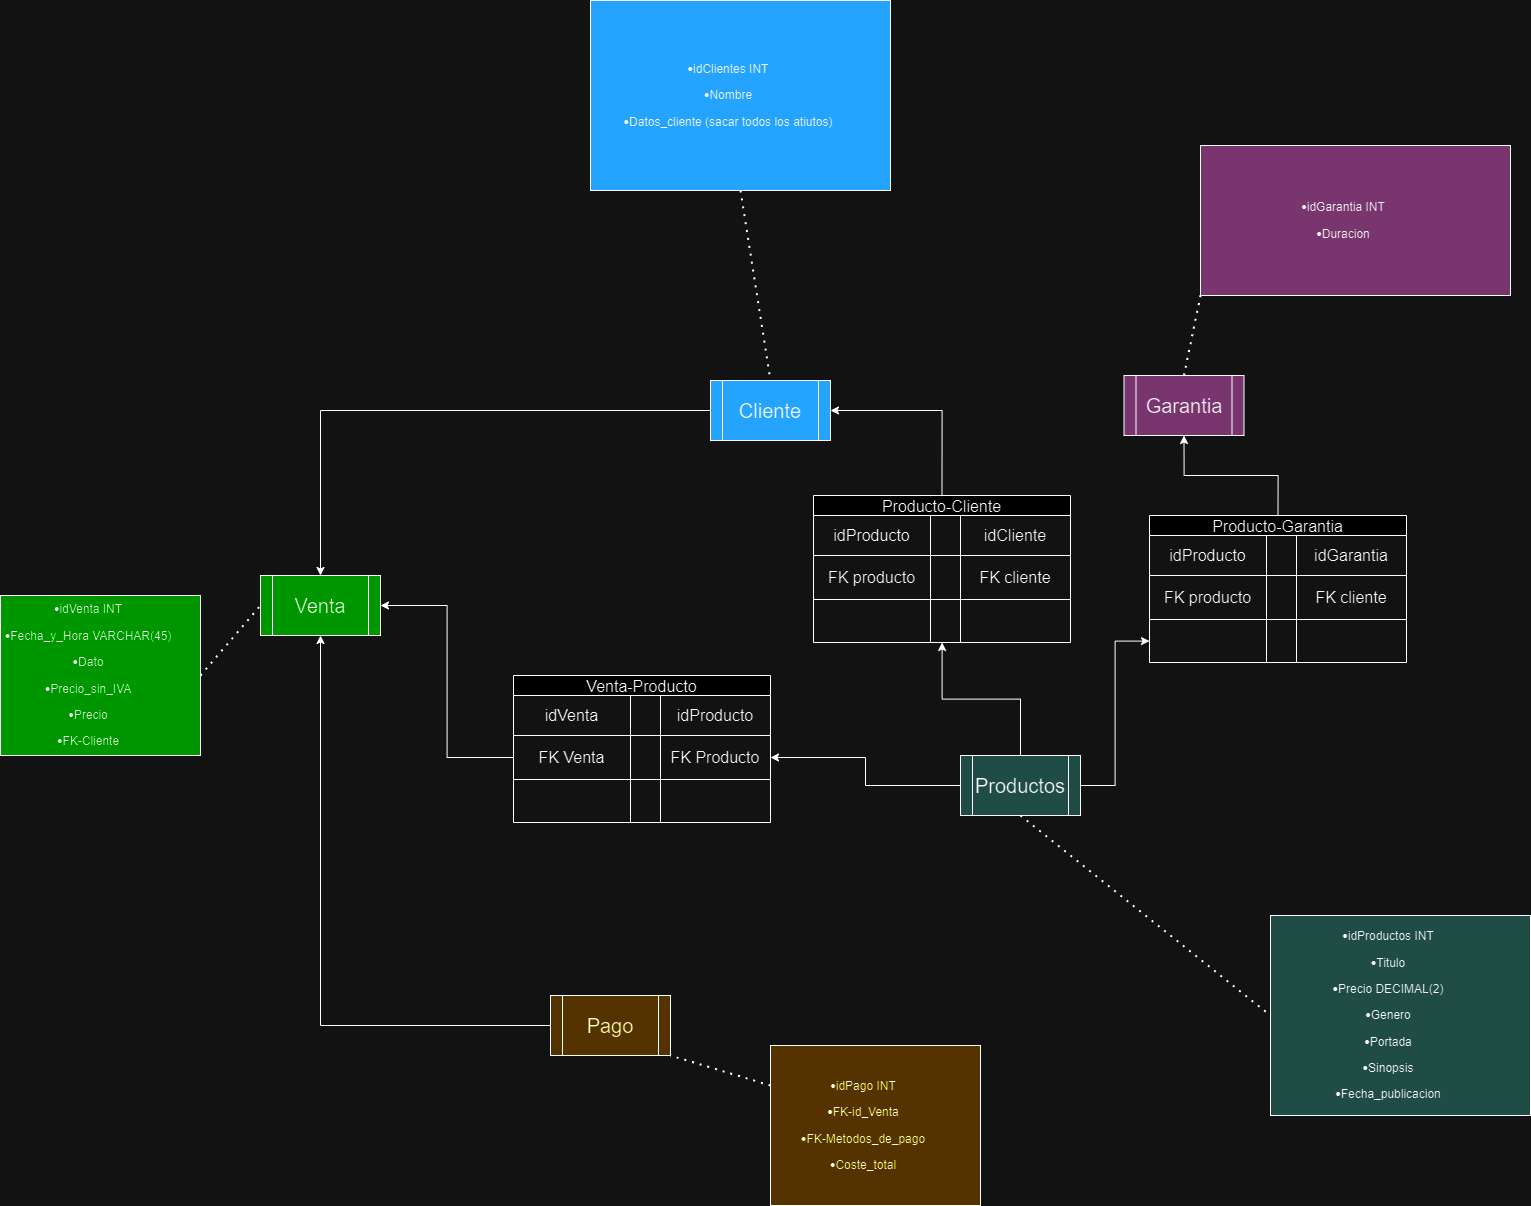 •idClientes INT
•Nombre
•Datos_cliente (sacar todos los atiutos)
•idGarantia INT
•Duracion
Cliente
Garantia
Producto-Cliente
idProducto idCliente
FK producto FK cliente
Producto-Garantia
idProducto idGarantia
FK producto FK cliente
Venta
•idVenta INT
•Fecha_y_Hora VARCHAR(45)
•Dato
•Precio_sin_IVA
•Precio
•FK-Cliente
Venta-Producto
idVenta idProducto
FK Venta FK Producto
Productos
•idProductos INT
•Titulo
•Precio DECIMAL(2)
•Genero
•Portada
•Sinopsis
•Fecha_publicacion
Pago
•idPago INT
•FK-id_Venta
•FK-Metodos_de_pago
•Coste_total